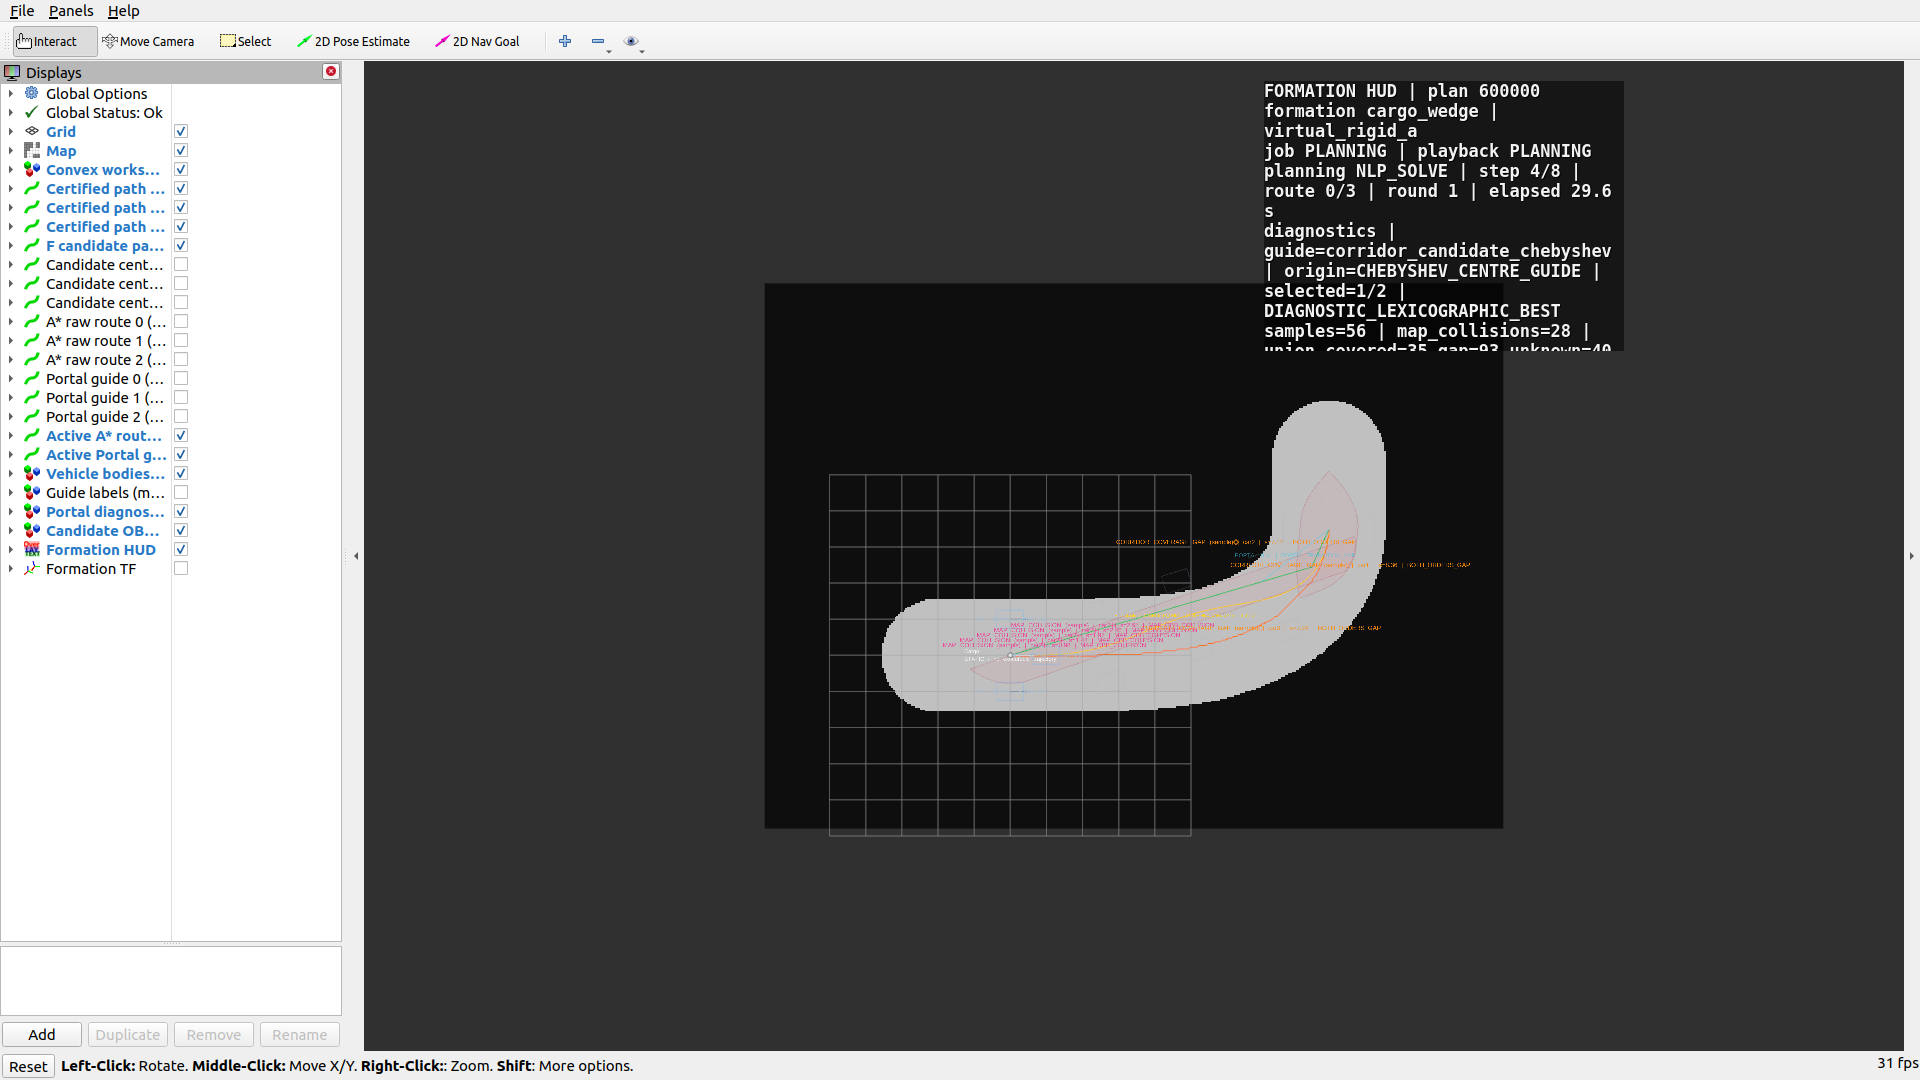 File Panels Help
Interact Move Camera Select 2D Pose Estimate 2D Nav Goal
Displays
Global Options
Global Status: Ok
Grid
Map
Convex works...
Certified path ...
Certified path ...
Certified path ...
F candidate pa...
Candidate cent...
Candidate cent...
Candidate cent...
A* raw route 0 (...
A* raw route 1 (...
A* raw route 2 (...
Portal guide 0 (...
Portal guide 1 (...
Portal guide 2 (...
Active A* rout...
Active Portal g...
Vehicle bodies...
Guide labels (m...
Portal diagnos...
Candidate OB...
Formation HUD
Formation TF
Add Duplicate Remove Rename
Reset Left-Click: Rotate. Middle-Click: Move X/Y. Right-Click:: Zoom. Shift: More options.
31 fps
FORMATION HUD | plan 600000
formation cargo_wedge |
virtual_rigid_a
job PLANNING | playback PLANNING
planning NLP_SOLVE | step 4/8 |
route 0/3 | round 1 | elapsed 29.6
s
diagnostics |
guide=corridor_candidate_chebyshev
| origin=CHEBYSHEV_CENTRE_GUIDE |
selected=1/2 |
DIAGNOSTIC_LEXICOGRAPHIC_BEST
samples=56 | map_collisions=28 |
union_covered=35 gap=93 unknown=40